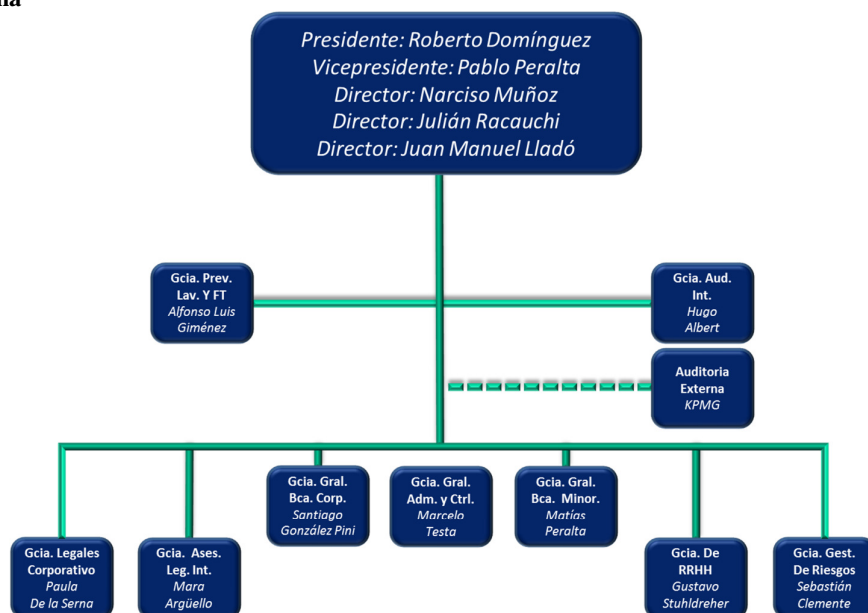 Presidente: Roberto Domínguez
Vicepresidente: Pablo Peralta
Director: Narciso Muñoz
Director: Julián Racauchi
Director: Juan Manuel Lladó
Gcia. Prev.
Lav. Y FT
Alfonso Luis
Giménez
Gcia. Aud.
Int.
Hugo
Albert
Auditoria
Externa
KPMG
Gcia. Legales
Corporativo
Paula
De la Serna
Gcia. Ases.
Leg. Int.
Mara
Argüello
Gcia. Gral.
Bca. Corp.
Santiago
González Pini
Gcia. Gral.
Adm. y Ctrl.
Marcelo
Testa
Gcia. Gral.
Bca. Minor.
Matías
Peralta
Gcia. De
RRHH
Gustavo
Stuhldreher
Gcia. Gest.
De Riesgos
Sebastián
Clemente